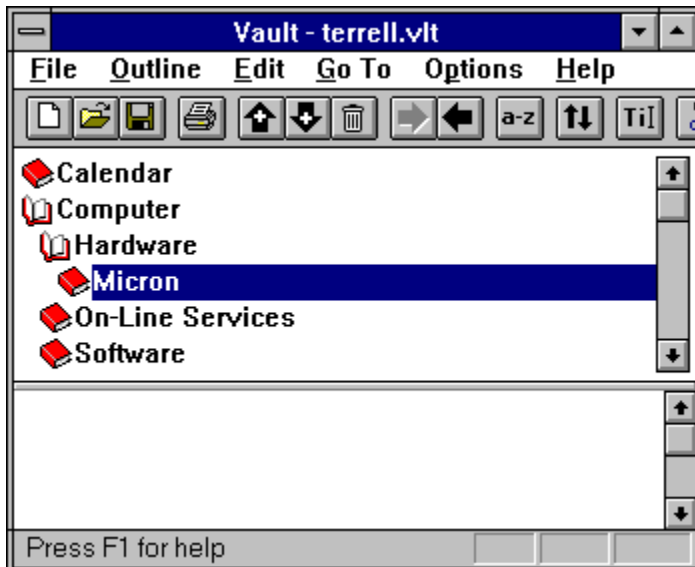 Vault - terrell.vlt
File Outline Edit Go To Options Help
a-z TiI
Calendar
Computer
Hardware
Micron
On-Line Services
Software
Press F1 for help